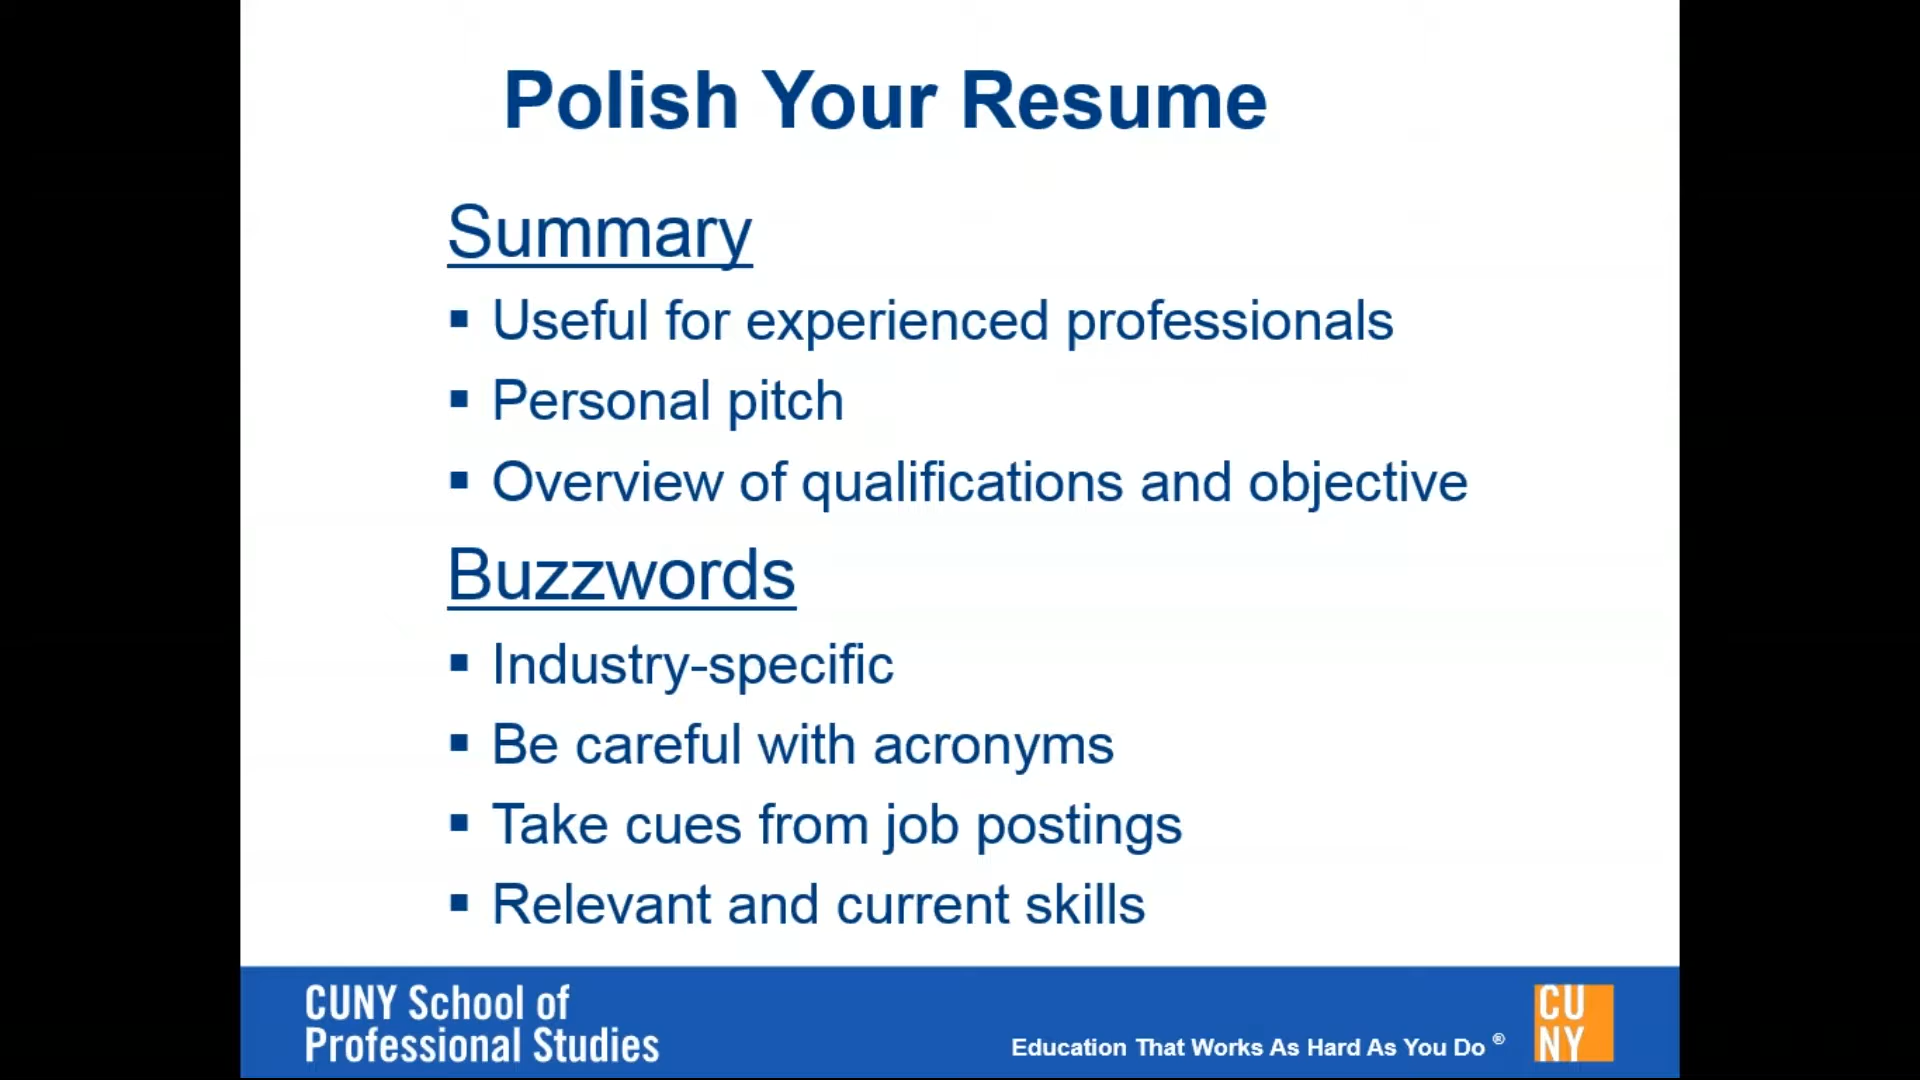 Polish Your Resume
Summary
▪ Useful for experienced professionals
▪ Personal pitch
▪ Overview of qualifications and objective
Buzzwords
▪ Industry-specific
▪ Be careful with acronyms
▪ Take cues from job postings
▪ Relevant and current skills
CUNY School of
Professional Studies
Education That Works As Hard As You Do ®
CU
NY